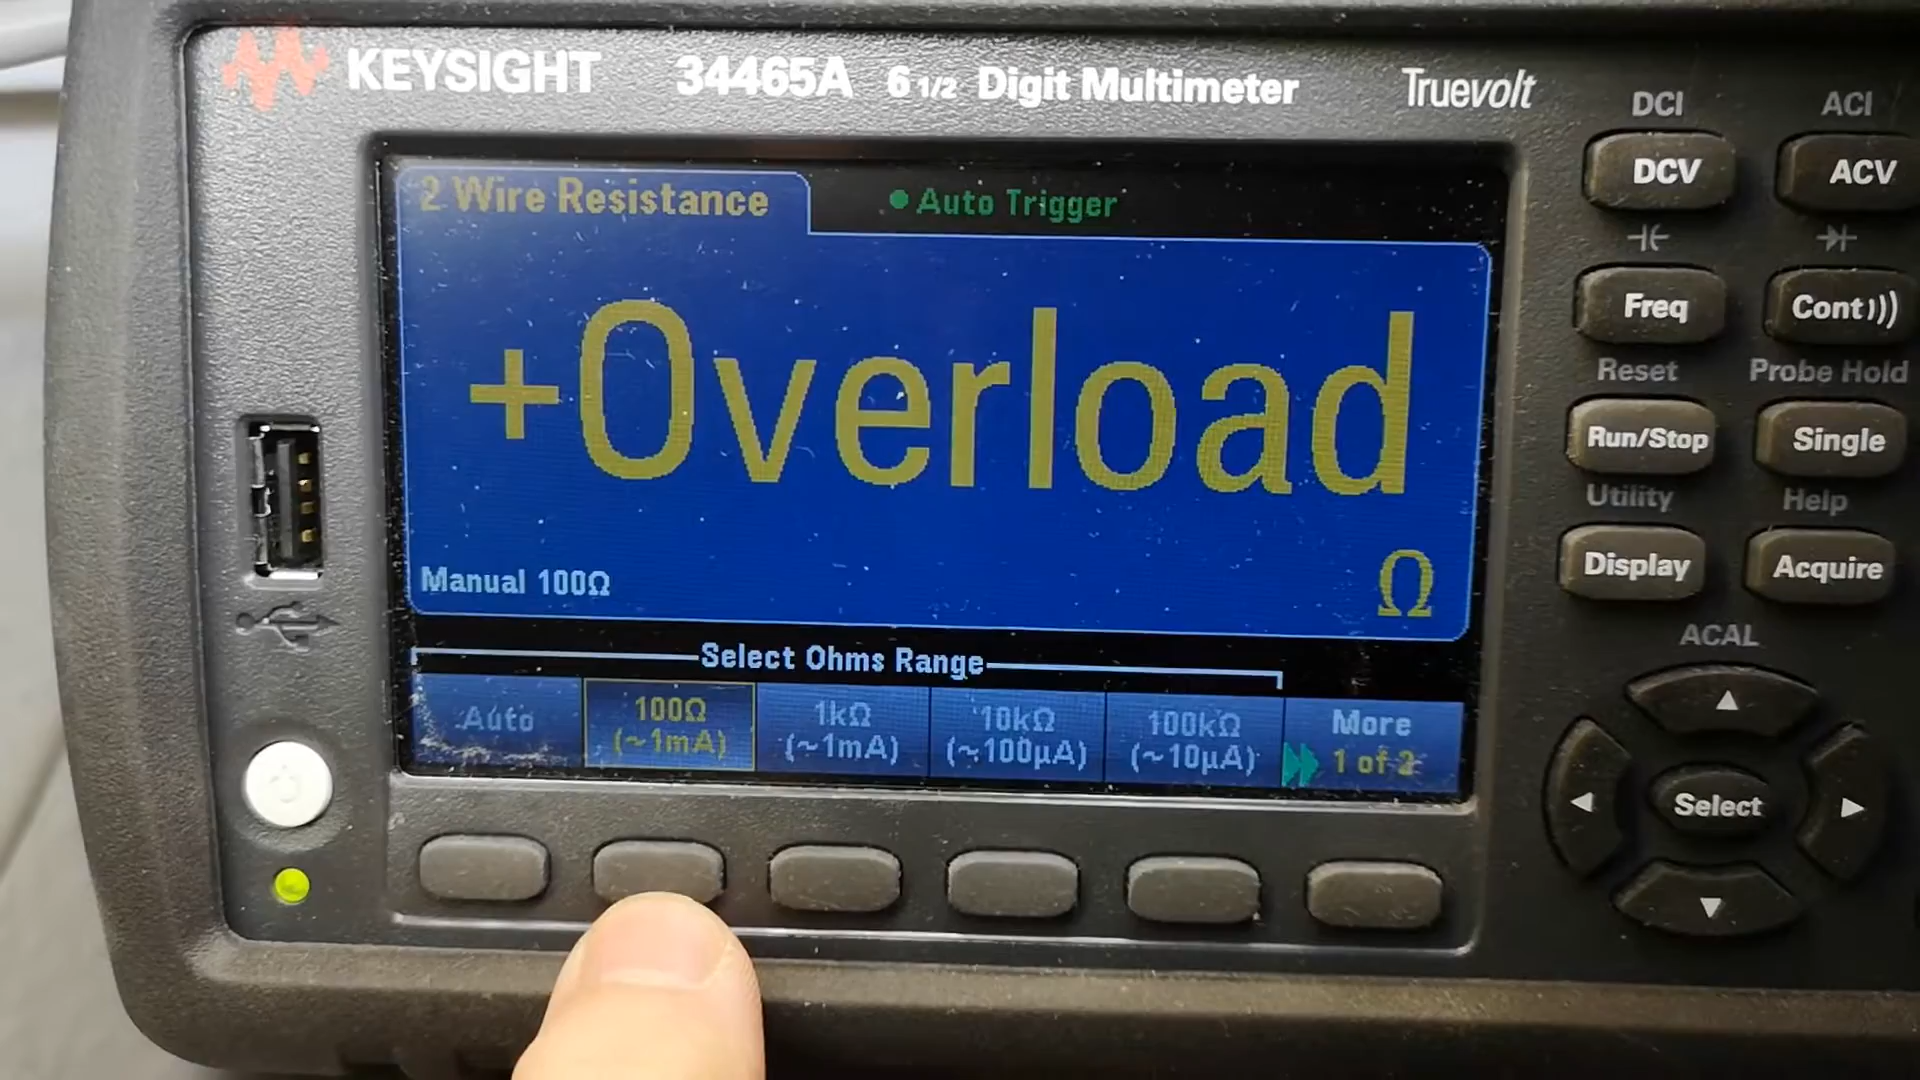 KEYSIGHT 34465A 6 1/2 Digit Multimeter Truevolt
2 Wire Resistance
Auto Trigger
+Overload
Manual 100Ω
Ω
Select Ohms Range
Auto
100Ω
(~1mA)
1kΩ
(~1mA)
10kΩ
(~100µA)
100kΩ
(~10µA)
More
1 of 2
DCI
ACI
DCV
ACV
Freq
Cont
Reset
Probe Hold
Run/Stop
Single
Utility
Help
Display
Acquire
ACAL
Select